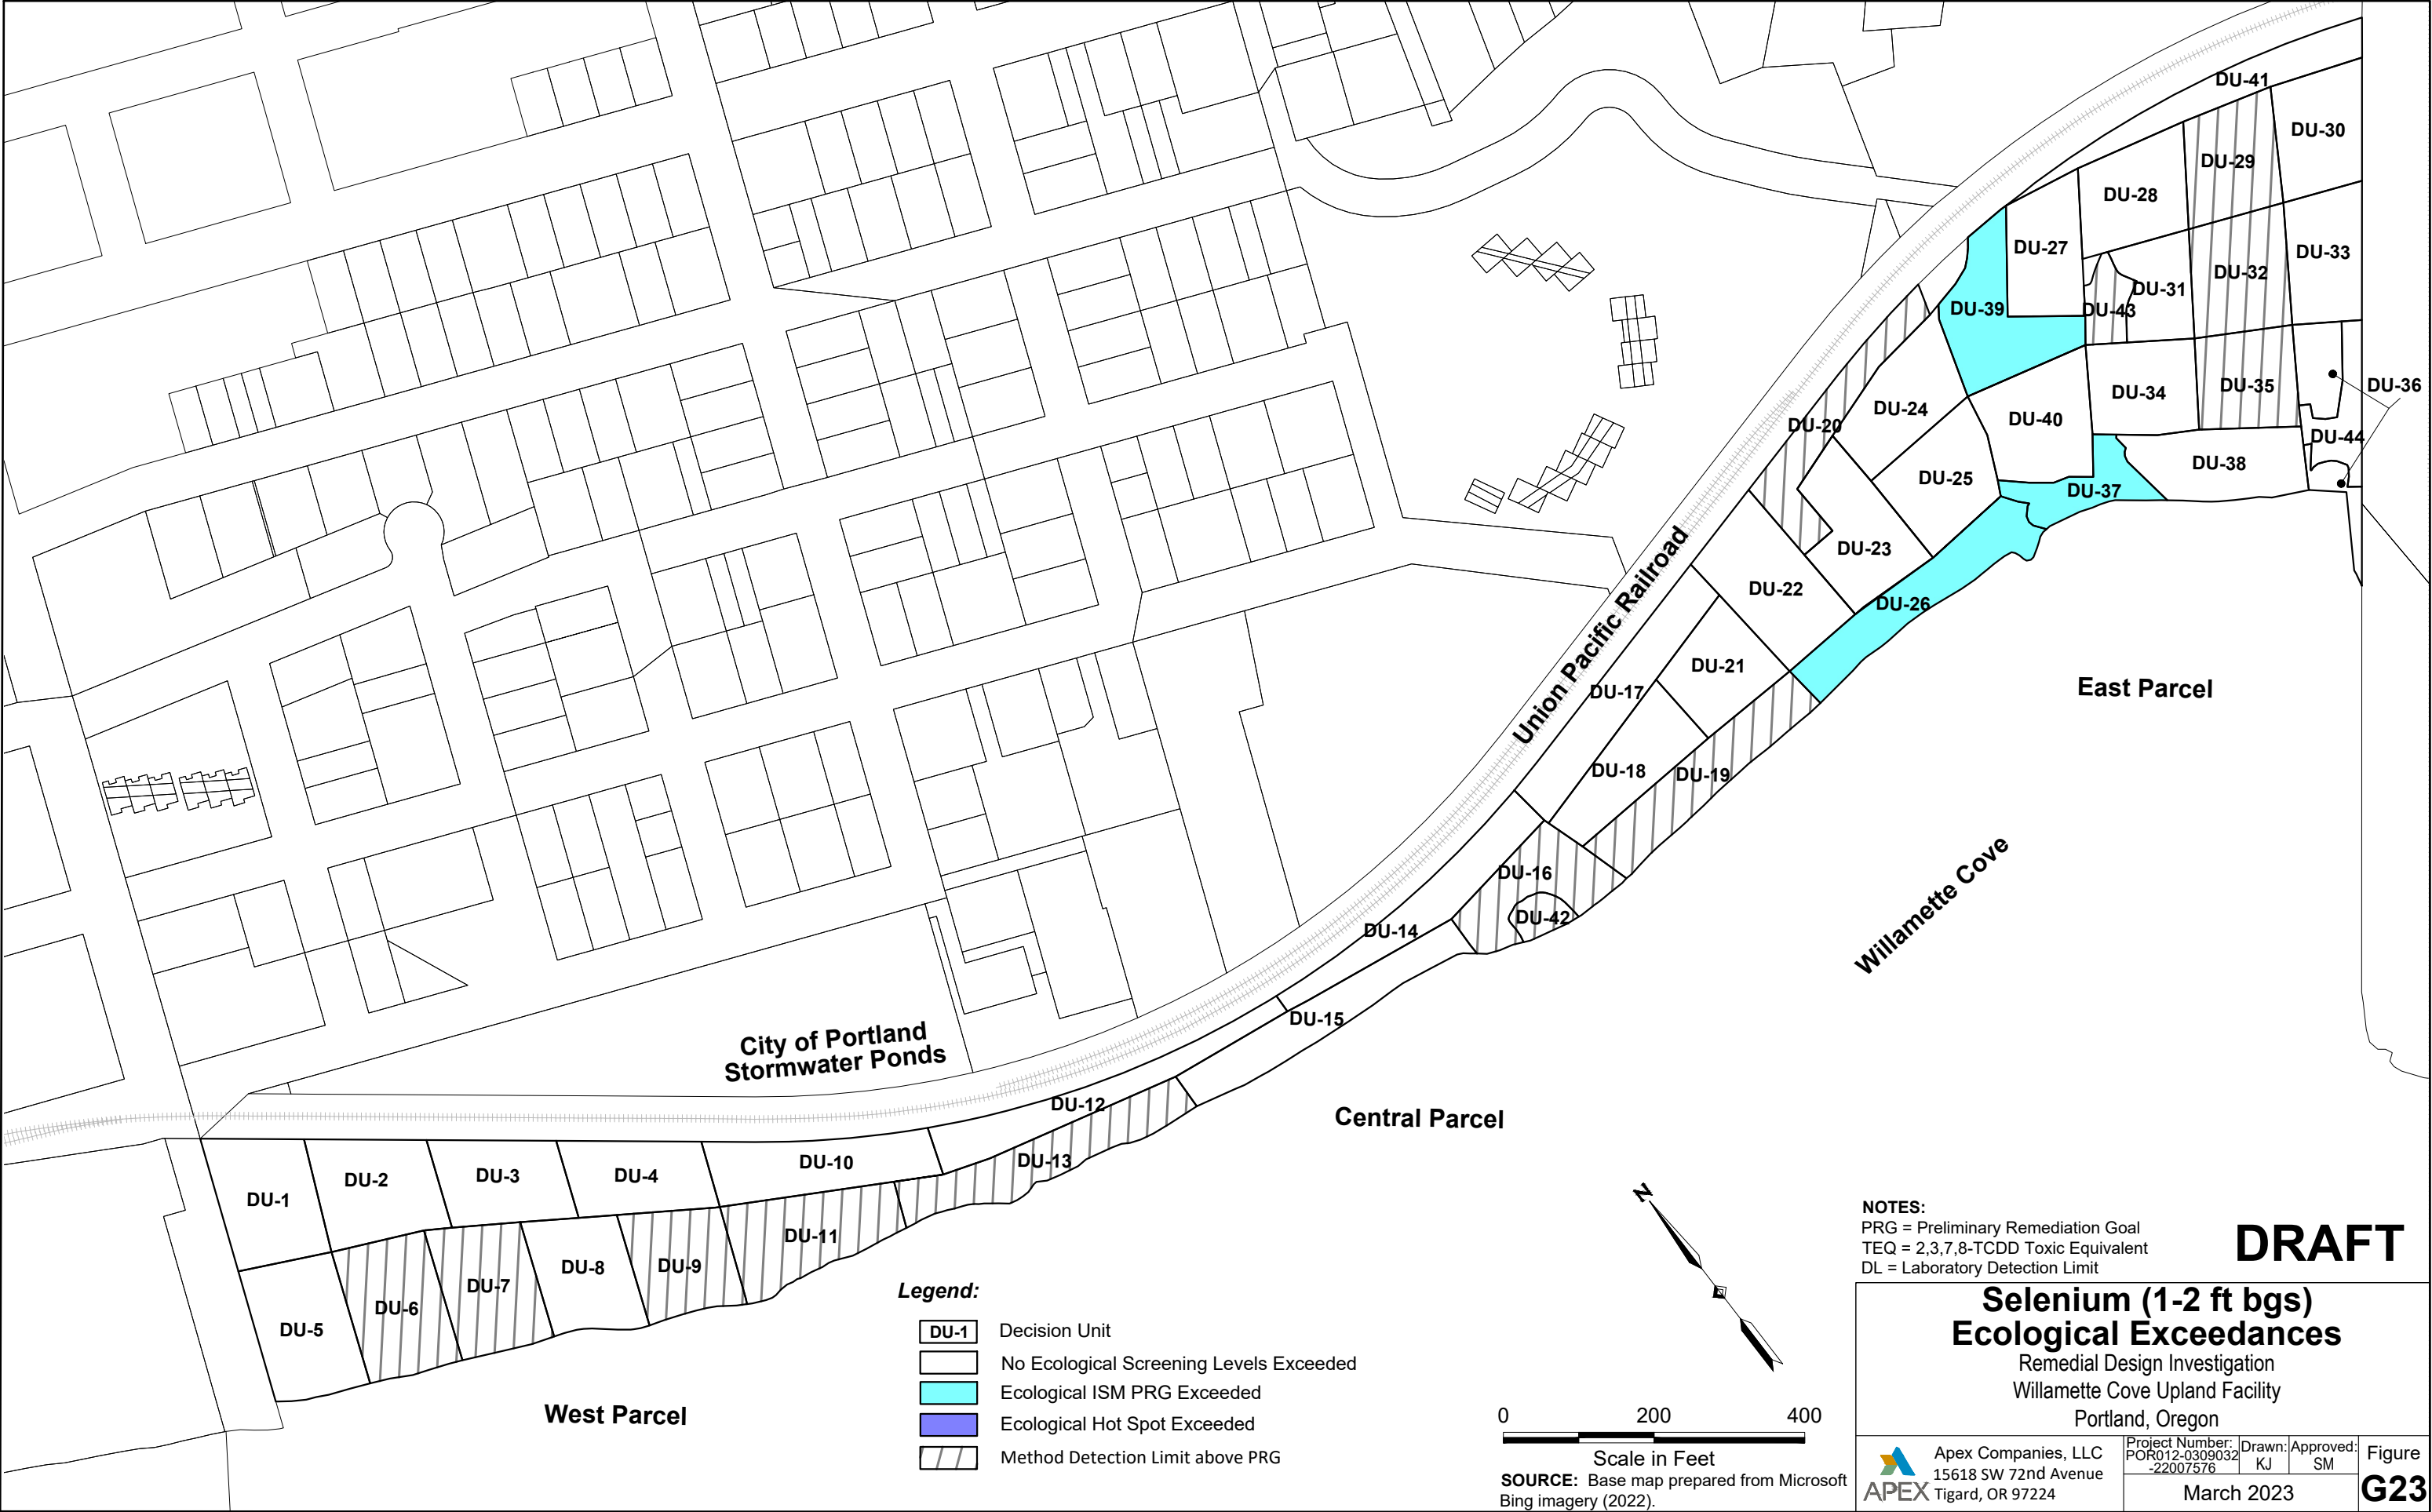 DU-41
DU-30
DU-29
DU-28
DU-27
DU-33
DU-32
DU-31
DU-43
DU-39
DU-36
DU-35
DU-34
DU-24
DU-40
DU-20
DU-44
DU-38
DU-25
DU-37
DU-23
DU-22
DU-26
Union Pacific Railroad
DU-21
East Parcel
DU-17
DU-18
DU-19
DU-16
Willamette Cove
DU-42
DU-14
DU-15
City of Portland
Stormwater Ponds
DU-12
Central Parcel
DU-13
DU-10
DU-4
DU-3
DU-2
DU-1
DU-11
DU-9
DU-8
DU-7
DU-6
DU-5
West Parcel
Legend:
DU-1 Decision Unit
No Ecological Screening Levels Exceeded
Ecological ISM PRG Exceeded
Ecological Hot Spot Exceeded
Method Detection Limit above PRG
N
0 200 400
Scale in Feet
SOURCE: Base map prepared from Microsoft
Bing imagery (2022).
NOTES:
PRG = Preliminary Remediation Goal
TEQ = 2,3,7,8-TCDD Toxic Equivalent
DL = Laboratory Detection Limit
DRAFT
Selenium (1-2 ft bgs)
Ecological Exceedances
Remedial Design Investigation
Willamette Cove Upland Facility
Portland, Oregon
APEX
Apex Companies, LLC
15618 SW 72nd Avenue
Tigard, OR 97224
Project Number:
POR012-0309032
-22007576
Drawn:
KJ
Approved:
SM
March 2023
Figure
G23